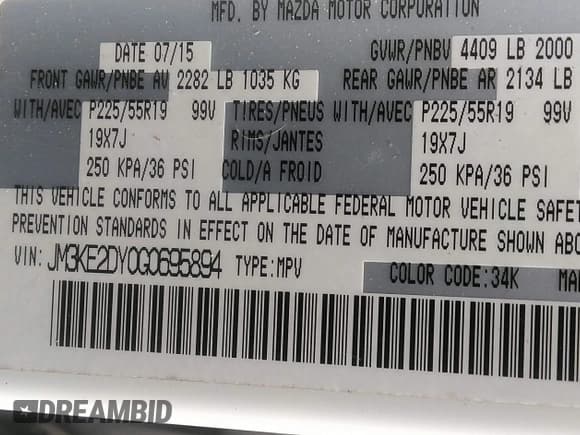 MFD. BY MAZDA MOTOR CORPORATION
DATE 07/15 GVWR/PNBV 4409 LB 2000
FRONT GAWR/PNBE AV 2282 LB 1035 KG REAR GAWR/PNBE AR 2134 LB
WITH/AVEC P225/55R19 99V TIRES/PNEUS WITH/AVEC P225/55R19 99V
19X7J RIMS/JANTES 19X7J
250 KPA/36 PSI COLD/A FROID 250 KPA/36 PSI
THIS VEHICLE CONFORMS TO ALL APPLICABLE FEDERAL MOTOR VEHICLE SAFET
PREVENTION STANDARDS IN EFFECT ON THE DATE OF MANUFACTURE SHOWN ABO
VIN: JM3KE2DY0G0695894 TYPE:MPV
COLOR CODE:34K MA
DREAMBID